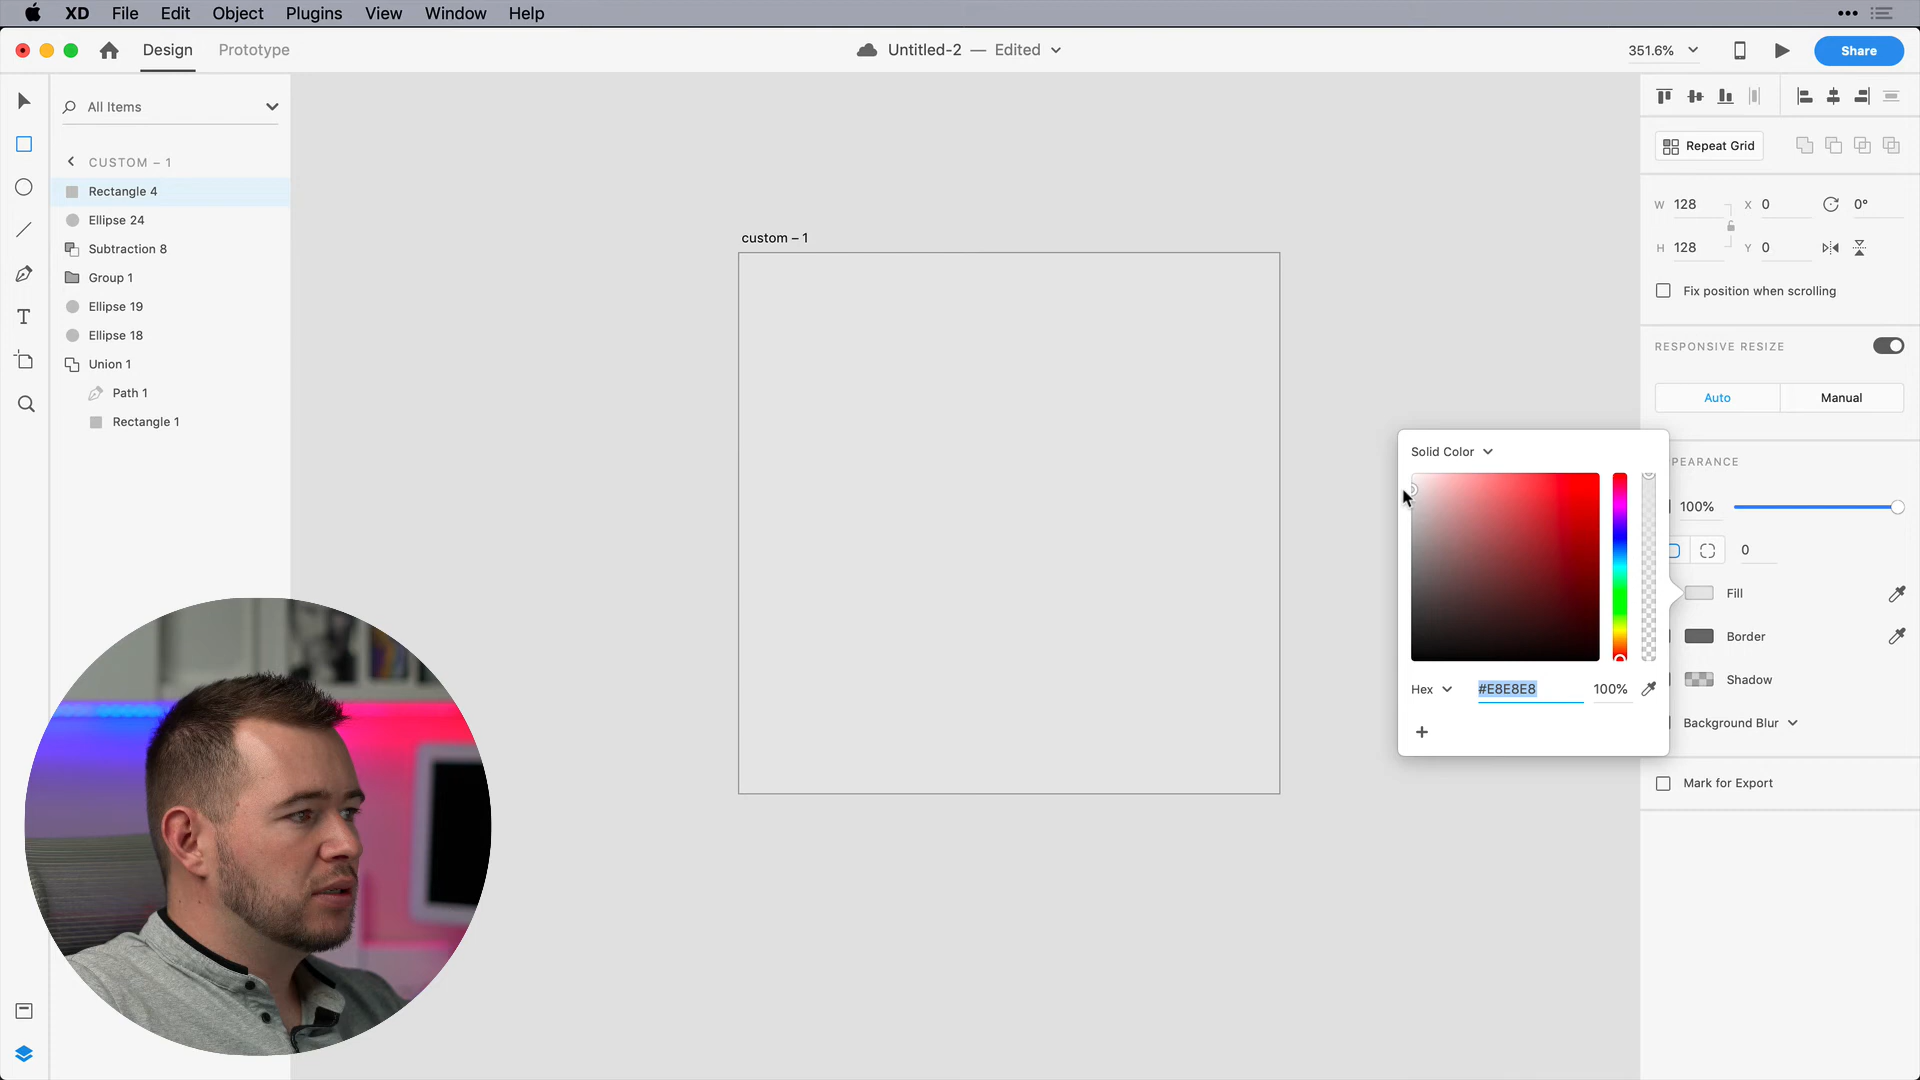 XD File Edit Object Plugins View Window Help
Design Prototype
Untitled-2 — Edited
351.6%
Share
All Items
CUSTOM – 1
Rectangle 4
Ellipse 24
Subtraction 8
Group 1
Ellipse 19
Ellipse 18
Union 1
Path 1
Rectangle 1
custom – 1
Repeat Grid
W 128 X 0 0°
H 128 Y 0
Fix position when scrolling
RESPONSIVE RESIZE
Auto Manual
PEARANCE
100%
0
Fill
Border
Shadow
Background Blur
Mark for Export
Solid Color
Hex #E8E8E8 100%